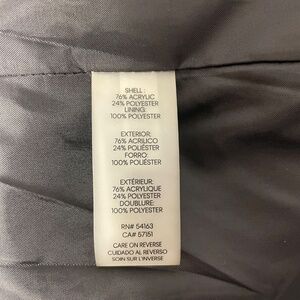 SHELL:
76% ACRYLIC
24% POLYESTER
LINING:
100% POLYESTER
EXTERIOR:
76% ACRILICO
24% POLIÉSTER
FORRO:
100% POLIÉSTER
EXTÉRIEUR:
76% ACRYLIQUE
24% POLYESTER
DOUBLURE:
100% POLYESTER
RN# 54163
CA# 57151
CARE ON REVERSE
CUIDADO AL REVERSO
SOIN SUR L'INVERSE